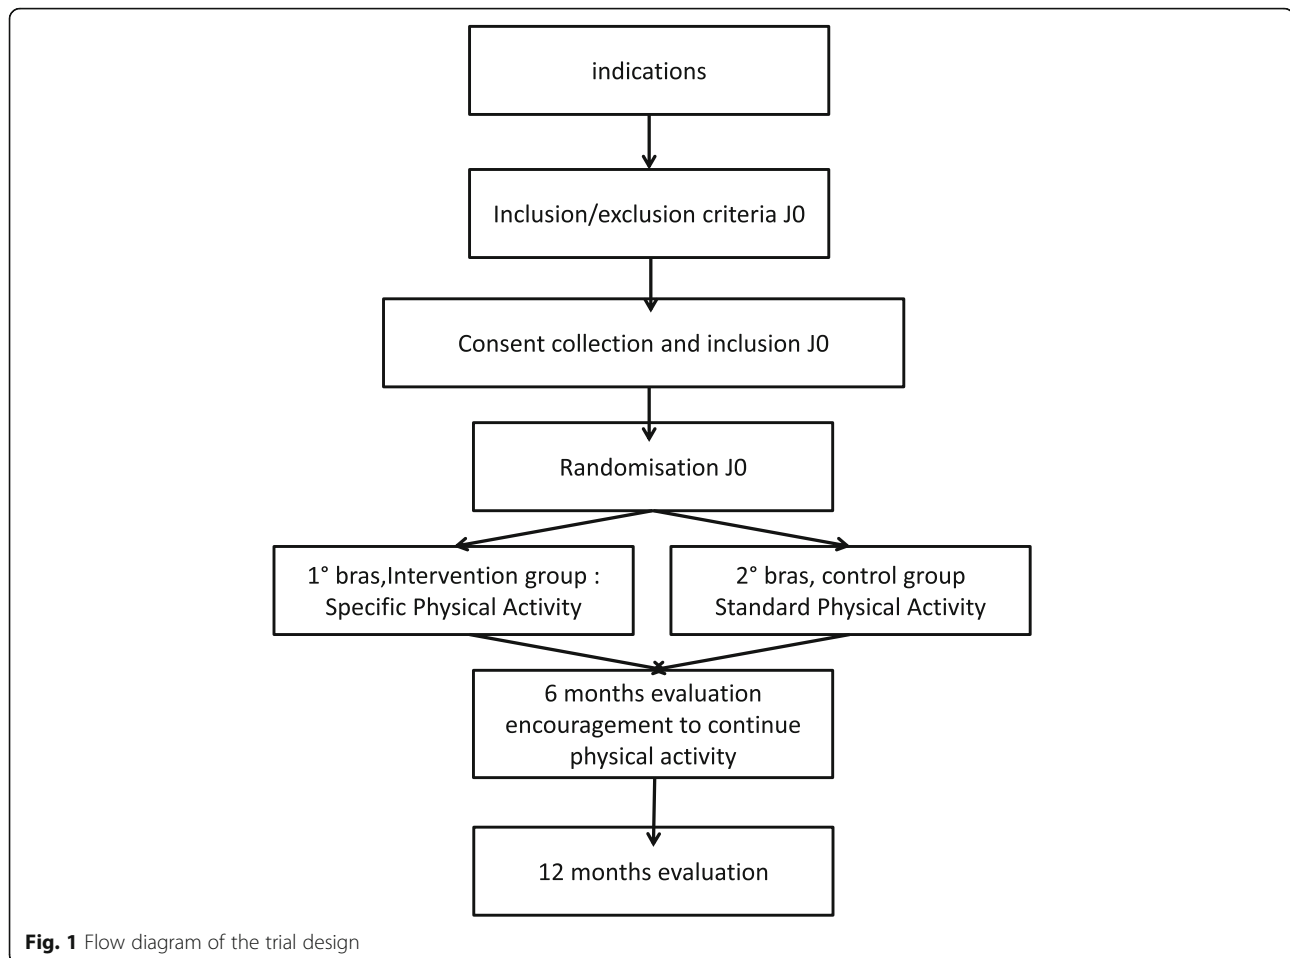 indications
Inclusion/exclusion criteria J0
Consent collection and inclusion J0
Randomisation J0
1° bras,Intervention group :
Specific Physical Activity
2° bras, control group
Standard Physical Activity
6 months evaluation
encouragement to continue
physical activity
12 months evaluation
Fig. 1 Flow diagram of the trial design